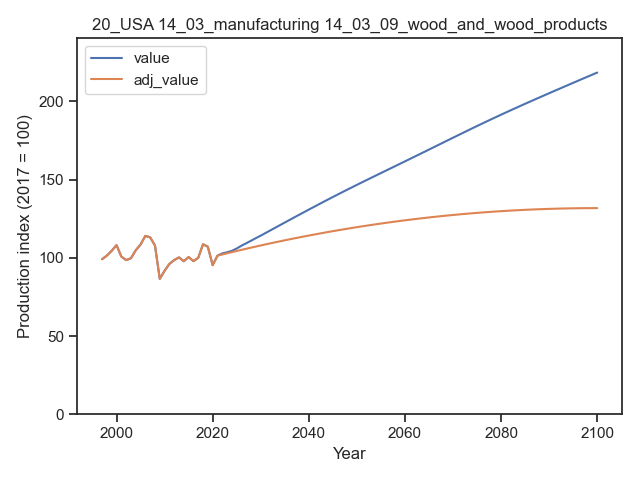 20_USA 14_03_manufacturing 14_03_09_wood_and_wood_products
value
adj_value
Production index (2017 = 100)
200
150
100
50
0
2000 2020 2040 2060 2080 2100
Year